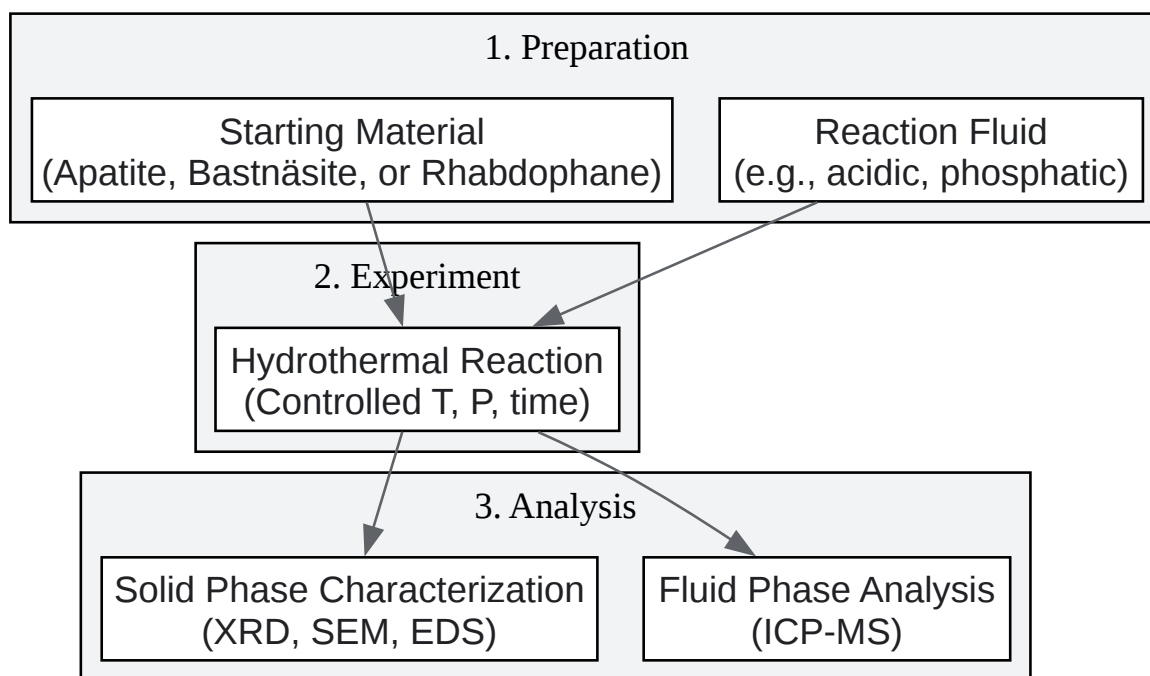 1. Preparation
Starting Material
(Apatite, Bastnäsite, or Rhabdophane)
Reaction Fluid
(e.g., acidic, phosphatic)
2. Experiment
Hydrothermal Reaction
(Controlled T, P, time)
3. Analysis
Solid Phase Characterization
(XRD, SEM, EDS)
Fluid Phase Analysis
(ICP-MS)